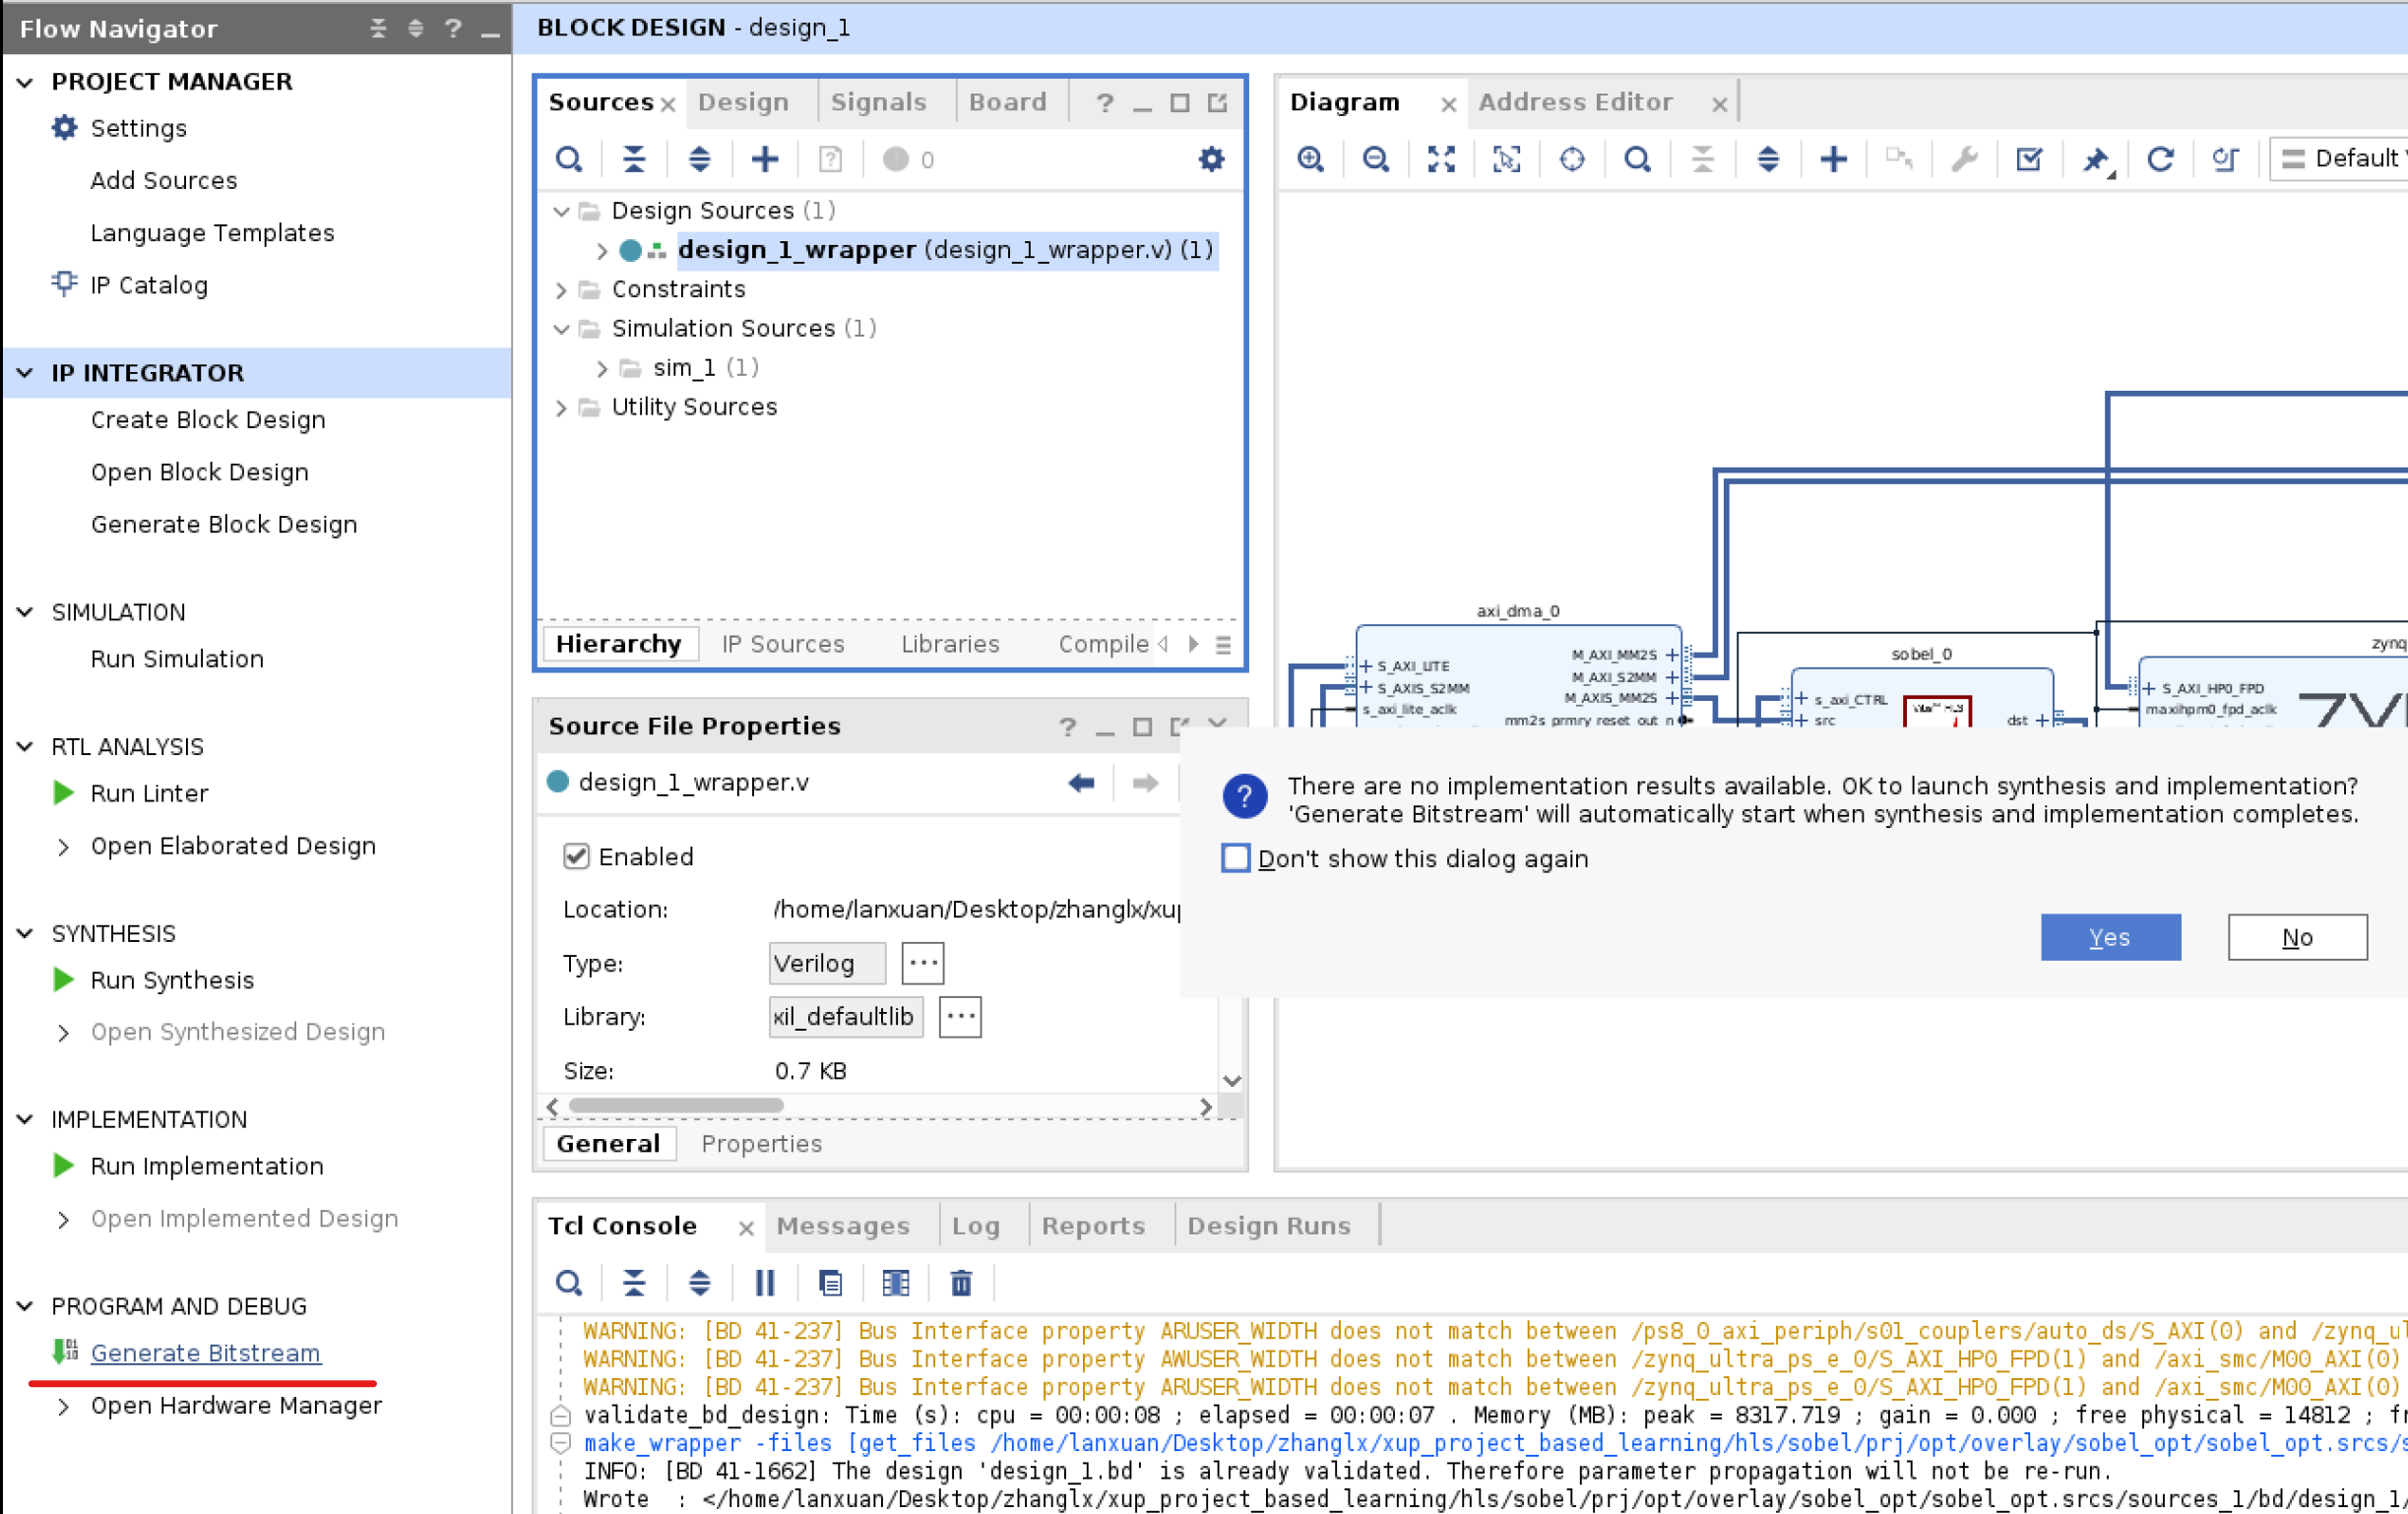 Flow Navigator
?
PROJECT MANAGER
Settings
Add Sources
Language Templates
IP Catalog
IP INTEGRATOR
Create Block Design
Open Block Design
Generate Block Design
SIMULATION
Run Simulation
RTL ANALYSIS
Run Linter
Open Elaborated Design
SYNTHESIS
Run Synthesis
Open Synthesized Design
IMPLEMENTATION
Run Implementation
Open Implemented Design
PROGRAM AND DEBUG
Generate Bitstream
Open Hardware Manager
BLOCK DESIGN - design_1
Sources Design Signals Board ?
0
Design Sources (1)
design_1_wrapper (design_1_wrapper.v) (1)
Constraints
Simulation Sources (1)
sim_1 (1)
Utility Sources
Hierarchy IP Sources Libraries Compile
Source File Properties ?
design_1_wrapper.v
Enabled
Location: /home/lanxuan/Desktop/zhanglx/xup
Type: Verilog ...
Library: xil_defaultlib ...
Size: 0.7 KB
General Properties
Diagram Address Editor
Default
axi_dma_0
S_AXI_LITE
S_AXIS_S2MM
s_axi_lite_aclk
M_AXI_MM2S
M_AXI_S2MM
M_AXIS_MM2S
mm2s_prmry_reset_out_n
sobel_0
s_axi_CTRL
src
dst
zynq
S_AXI_HP0_FPD
maxihpm0_fpd_aclk
ZY
There are no implementation results available. OK to launch synthesis and implementation?
'Generate Bitstream' will automatically start when synthesis and implementation completes.
Don't show this dialog again
Yes No
Tcl Console Messages Log Reports Design Runs
WARNING: [BD 41-237] Bus Interface property ARUSER_WIDTH does not match between /ps8_0_axi_periph/s01_couplers/auto_ds/S_AXI(0) and /zynq_ul
WARNING: [BD 41-237] Bus Interface property AWUSER_WIDTH does not match between /zynq_ultra_ps_e_0/S_AXI_HP0_FPD(1) and /axi_smc/M00_AXI(0)
WARNING: [BD 41-237] Bus Interface property ARUSER_WIDTH does not match between /zynq_ultra_ps_e_0/S_AXI_HP0_FPD(1) and /axi_smc/M00_AXI(0)
validate_bd_design: Time (s): cpu = 00:00:08 ; elapsed = 00:00:07 . Memory (MB): peak = 8317.719 ; gain = 0.000 ; free physical = 14812 ; fr
make_wrapper -files [get_files /home/lanxuan/Desktop/zhanglx/xup_project_based_learning/hls/sobel/prj/opt/overlay/sobel_opt/sobel_opt.srcs/s
INFO: [BD 41-1662] The design 'design_1.bd' is already validated. Therefore parameter propagation will not be re-run.
Wrote : </home/lanxuan/Desktop/zhanglx/xup_project_based_learning/hls/sobel/prj/opt/overlay/sobel_opt/sobel_opt.srcs/sources_1/bd/design_1/